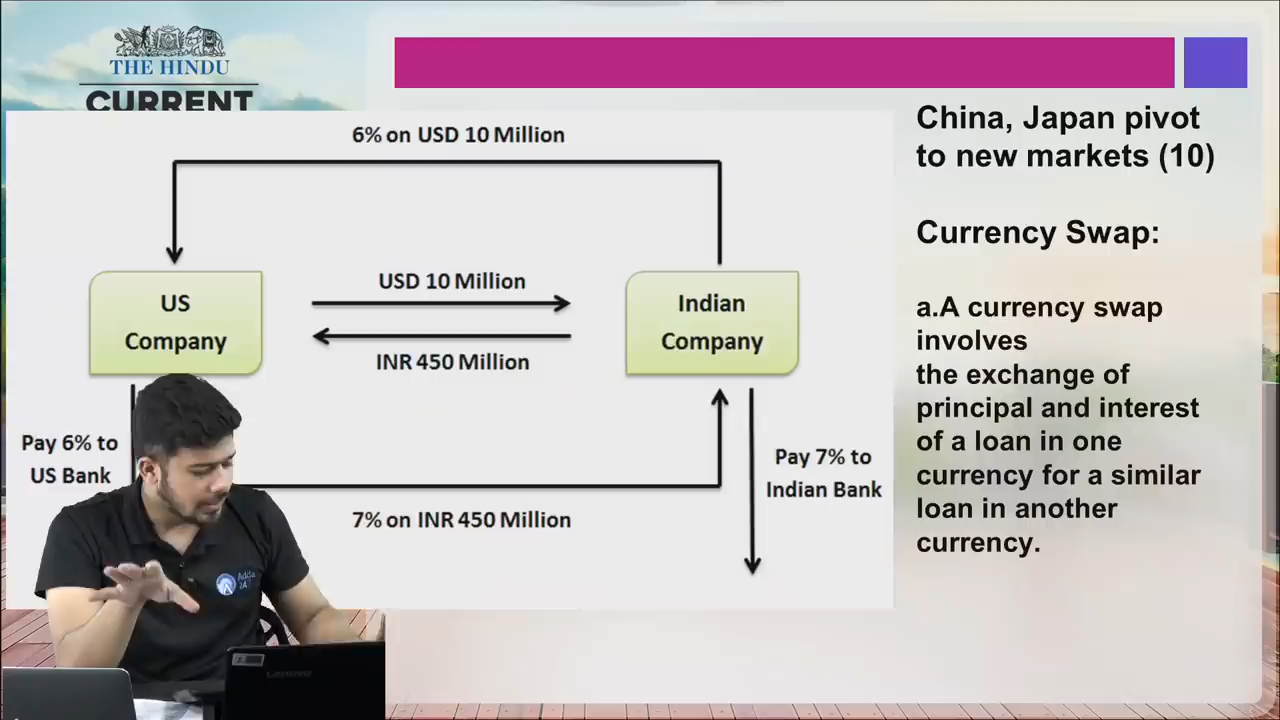 THE HINDU
CURRENT
6% on USD 10 Million
US
Company
USD 10 Million
INR 450 Million
Indian
Company
Pay 6% to
US Bank
7% on INR 450 Million
Pay 7% to
Indian Bank
China, Japan pivot
to new markets (10)
Currency Swap:
a.A currency swap
involves
the exchange of
principal and interest
of a loan in one
currency for a similar
loan in another
currency.
Lenovo